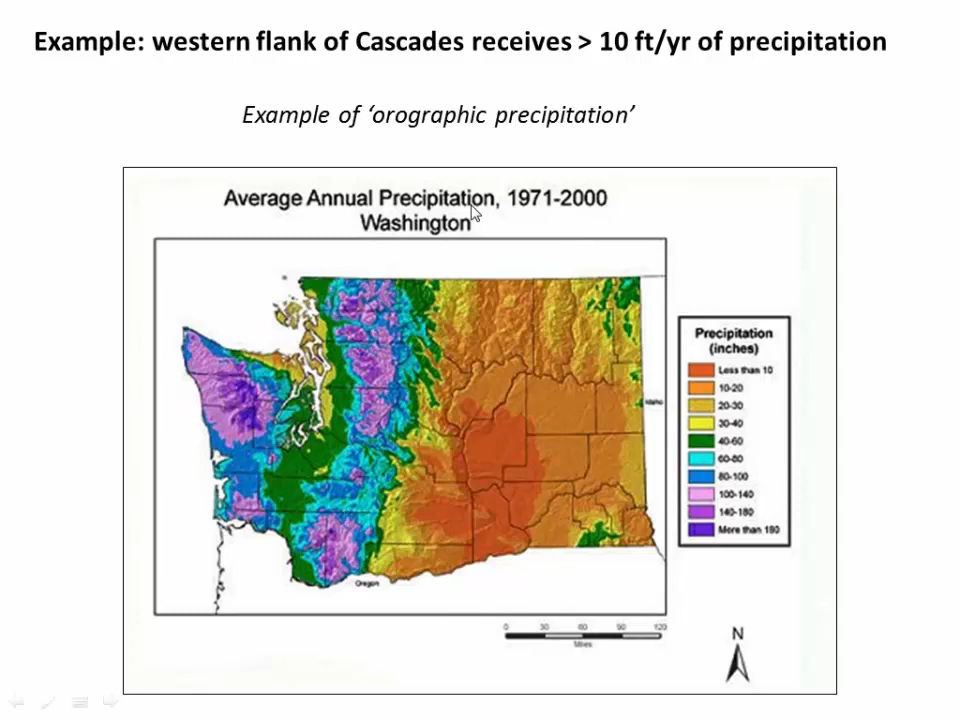 Example: western flank of Cascades receives > 10 ft/yr of precipitation
Example of ‘orographic precipitation’
Average Annual Precipitation, 1971-2000
Washington
Precipitation
(inches)
Less than 10
10-20
20-30
30-40
40-60
60-80
80-100
100-140
140-180
More than 180
Idaho
Oregon
0 30 60 90 120
Miles
N